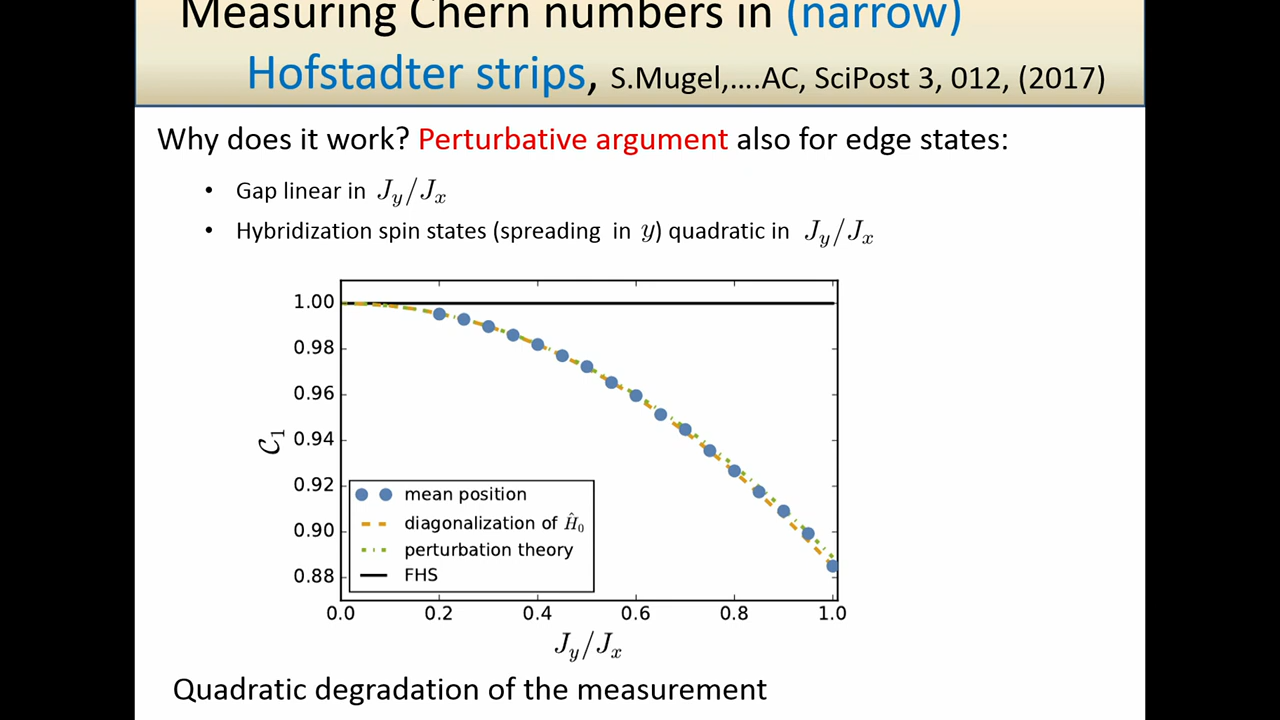 Measuring Chern numbers in (narrow)
Hofstadter strips, S.Mugel,....AC, SciPost 3, 012, (2017)
Why does it work? Perturbative argument also for edge states:
• Gap linear in J_y/J_x
• Hybridization spin states (spreading in y) quadratic in J_y/J_x
1.00
0.98
0.96
0.94
0.92
0.90
0.88
C_1
mean position
diagonalization of Ĥ_0
perturbation theory
FHS
0.0 0.2 0.4 0.6 0.8 1.0
J_y/J_x
Quadratic degradation of the measurement